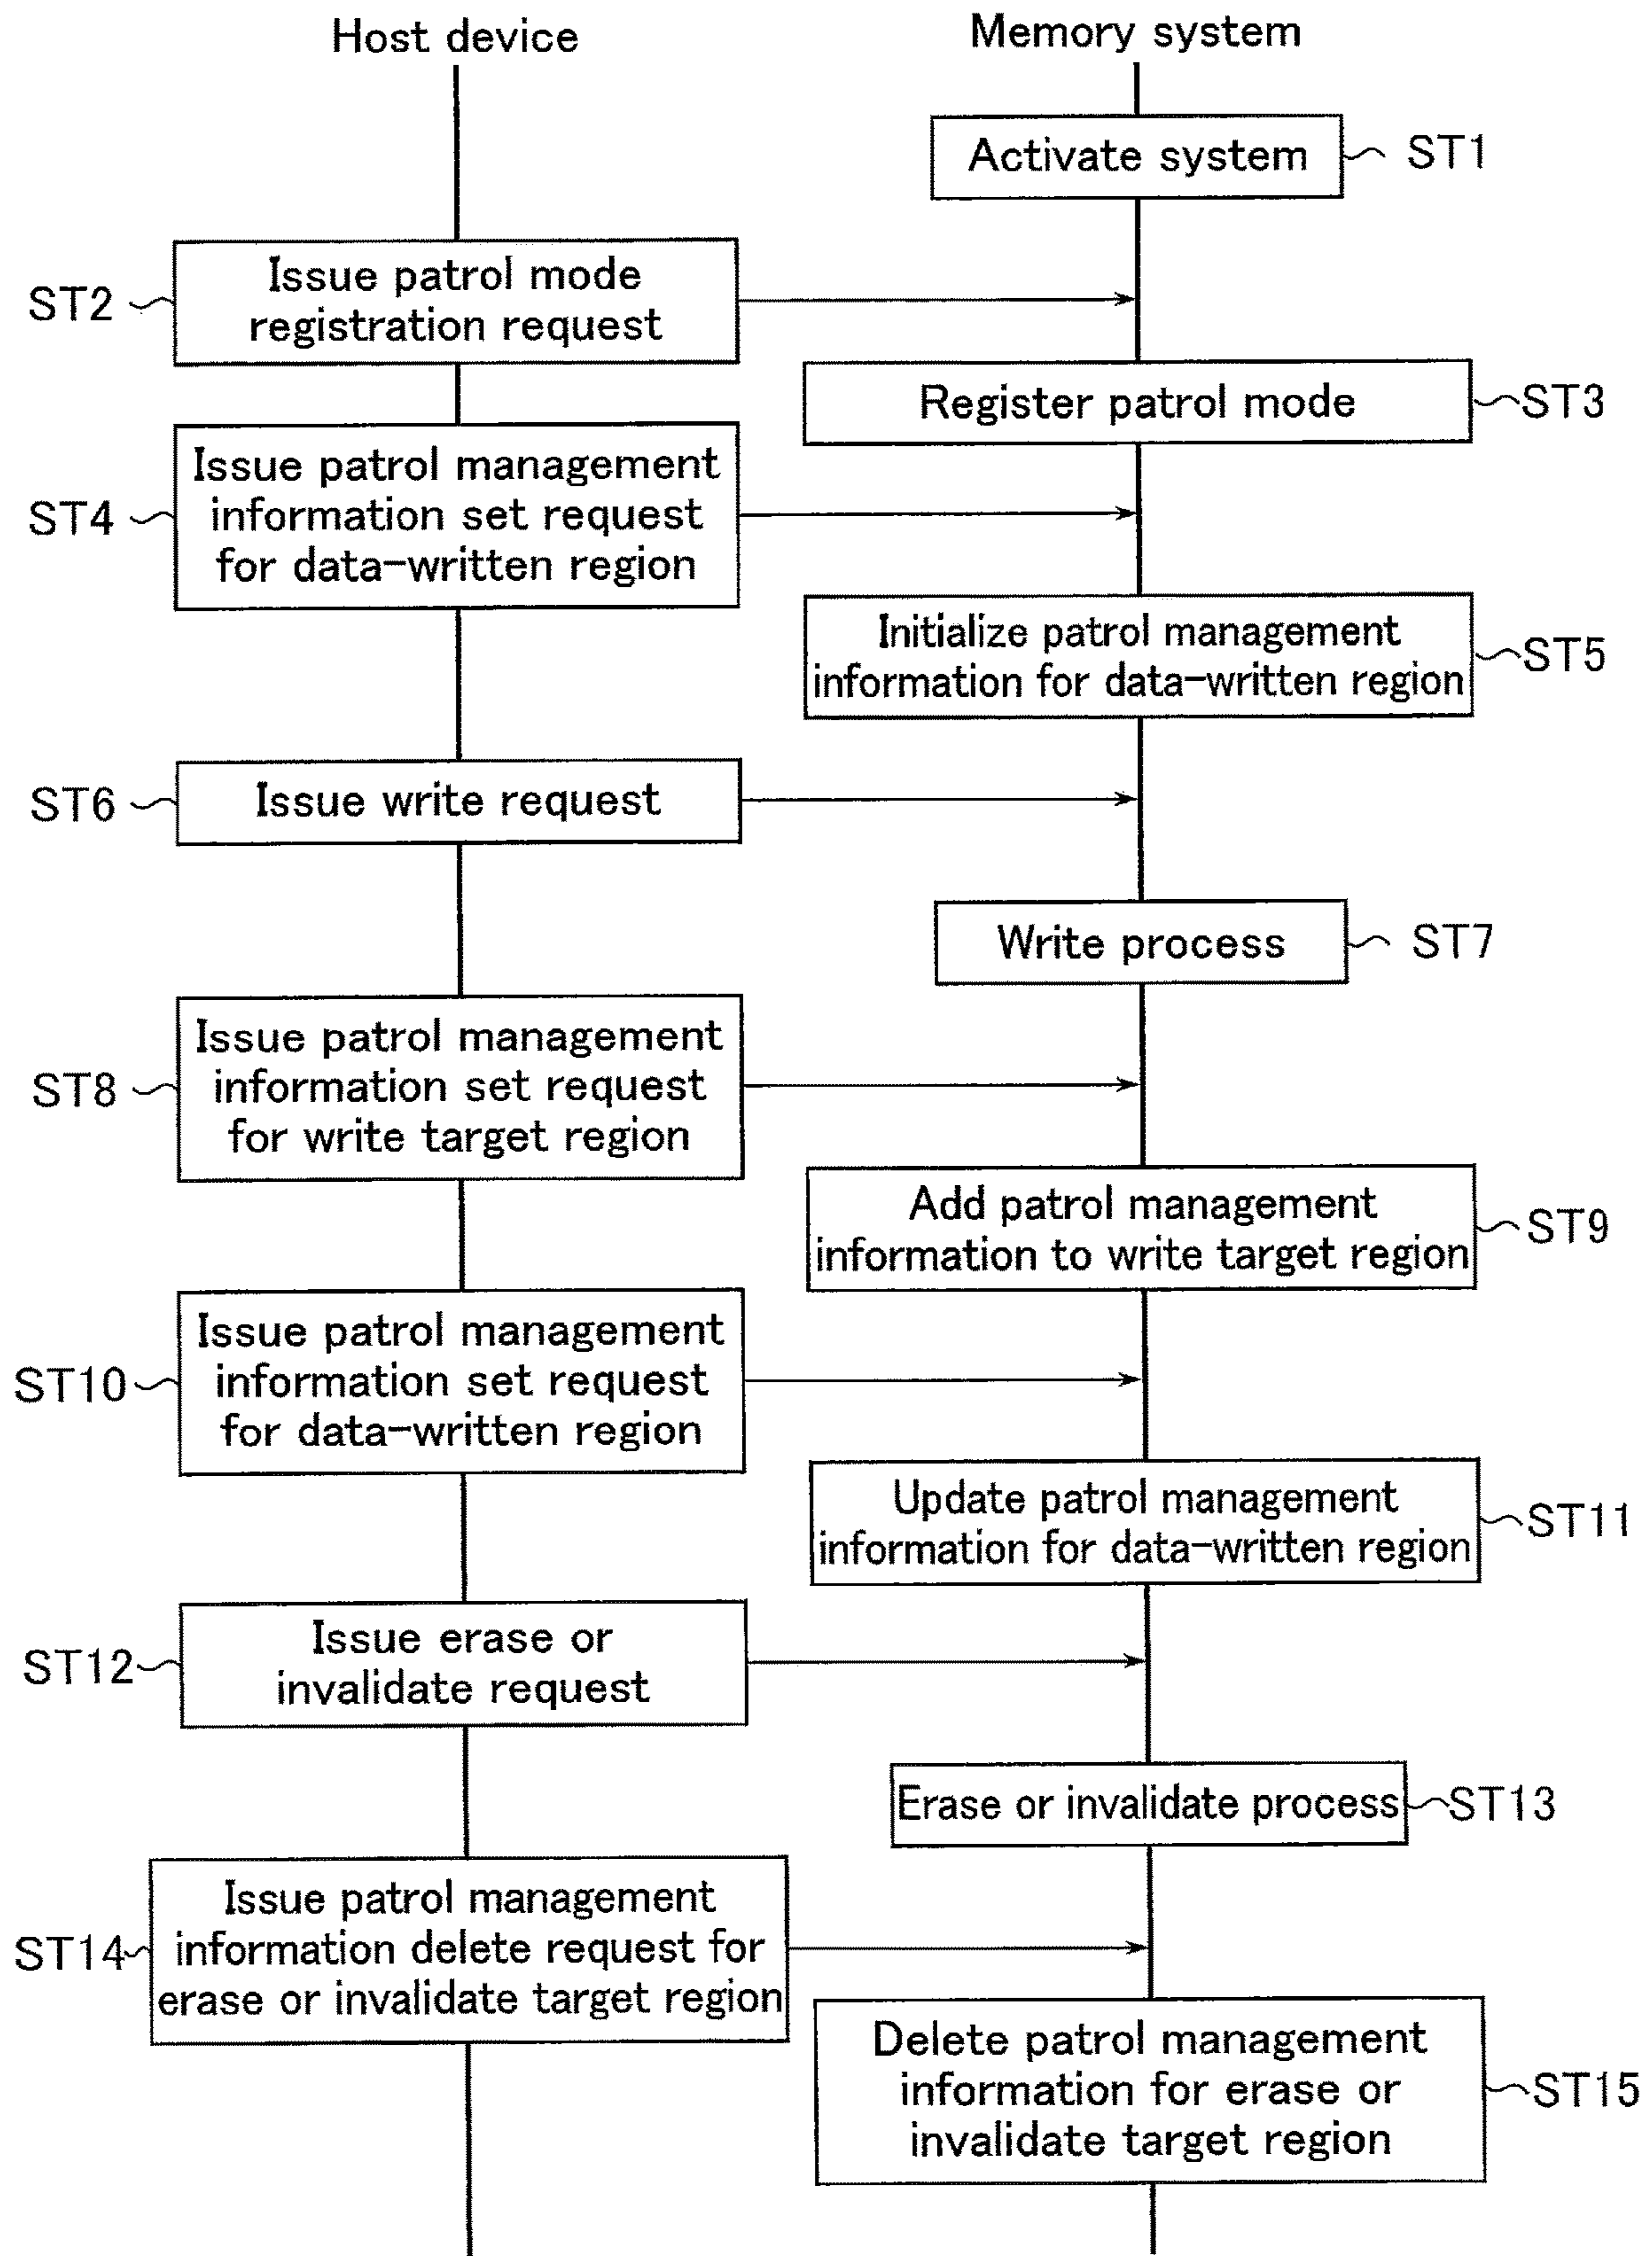 Host device
Memory system
Activate system
ST1
ST2
Issue patrol mode
registration request
Register patrol mode
ST3
ST4
Issue patrol management
information set request
for data-written region
Initialize patrol management
information for data-written region
ST5
ST6
Issue write request
Write process
ST7
ST8
Issue patrol management
information set request
for write target region
Add patrol management
information to write target region
ST9
ST10
Issue patrol management
information set request
for data-written region
Update patrol management
information for data-written region
ST11
ST12
Issue erase or
invalidate request
Erase or invalidate process
ST13
ST14
Issue patrol management
information delete request for
erase or invalidate target region
Delete patrol management
information for erase or
invalidate target region
ST15